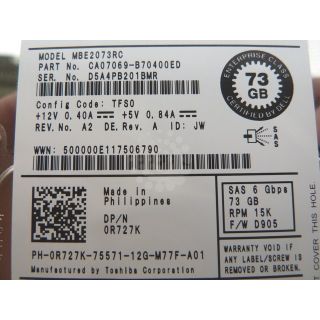 MODEL MBE2073RC
PART NO. CA07069-B70400ED
SER. NO. D5A4PB201BMR
Config Code: TFS0
+12V 0.40A +5V 0.84A
REV. No. A2 DE. Rev. A ID: JW
ENTERPRISE CLASS
73
GB
CERTIFIED BY DELL
SAS
WWN: 500000E117506790
Made in
Philippines
DP/N
0R727K
SAS 6 Gbps
73 GB
RPM 15K
F/W D905
PH-0R727K-75571-12G-M77F-A01
Manufactured by Toshiba Corporation
WARRANTY VOID IF
ANY LABEL/SCREW IS
REMOVED OR BROKEN.